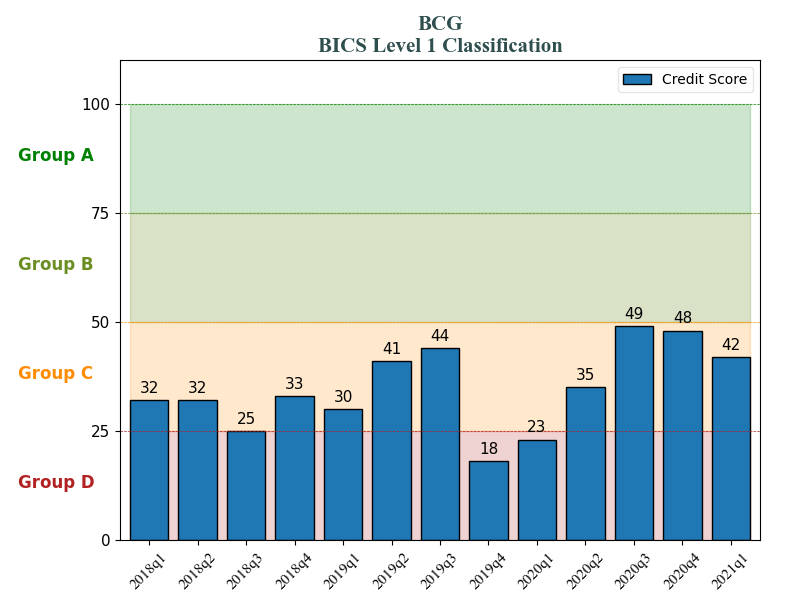 BCG
BICS Level 1 Classification
Credit Score
100
Group A
75
Group B
50
49
48
44
42
41
Group C
35
33
32
32
30
25
25
23
18
Group D
0
2018q1
2018q2
2018q3
2018q4
2019q1
2019q2
2019q3
2019q4
2020q1
2020q2
2020q3
2020q4
2021q1